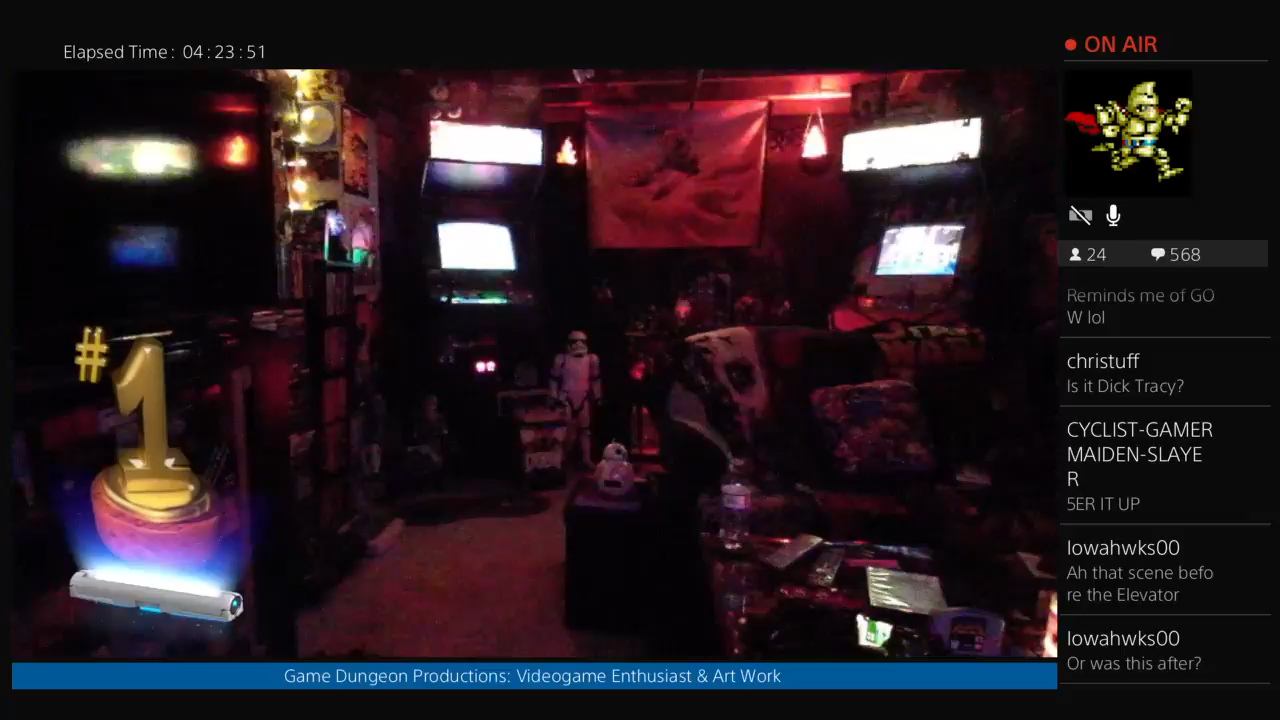 Elapsed Time: 04:23:51
ON AIR
24 568
Reminds me of GO
W lol
christuff
Is it Dick Tracy?
CYCLIST-GAMER
MAIDEN-SLAYE
R
5ER IT UP
Iowahwks00
Ah that scene befo
re the Elevator
Iowahwks00
Or was this after?
#1
Game Dungeon Productions: Videogame Enthusiast & Art Work